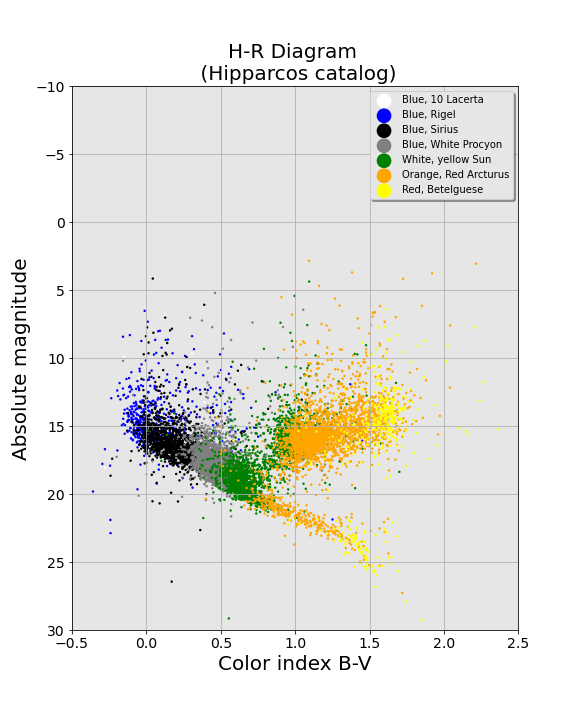 H-R Diagram
(Hipparcos catalog)
Blue, 10 Lacerta
Blue, Rigel
Blue, Sirius
Blue, White Procyon
White, yellow Sun
Orange, Red Arcturus
Red, Betelguese
Absolute magnitude
−10
−5
0
5
10
15
20
25
30
−0.5 0.0 0.5 1.0 1.5 2.0 2.5
Color index B-V